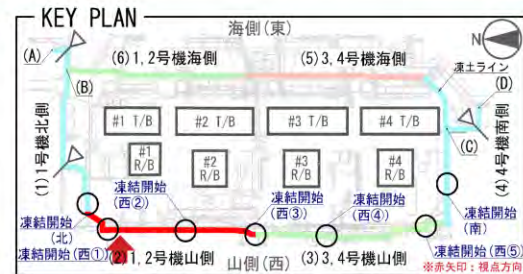 KEY PLAN
海側(東)
N
(A)
(6)1,2号機海側
(5)3,4号機海側
凍土ライン
(B)
(D)
#1 T/B
#2 T/B
#3 T/B
#4 T/B
(C)
(1)1号機北側
(4)4号機南側
#1
R/B
#2
R/B
#3
R/B
#4
R/B
凍結開始
(西②)
凍結開始
(西③)
凍結開始
(西④)
凍結開始
(南)
凍結開始
(北)
凍結開始
(西①)
(2)1,2号機山側
山側(西)
(3)3,4号機山側
凍結開始
(西⑤)
※赤矢印:視点方向